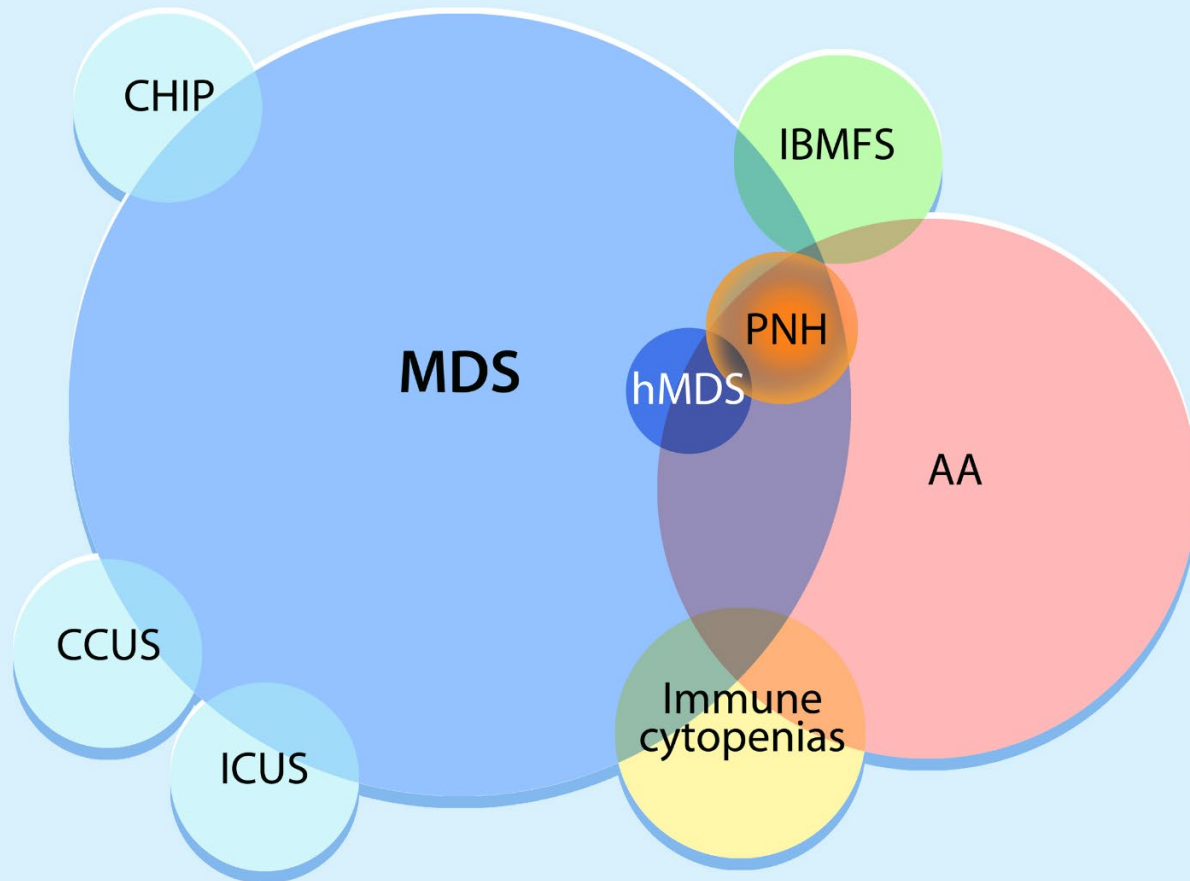 CHIP
IBMFS
PNH
MDS
hMDS
AA
CCUS
Immune
cytopenias
ICUS